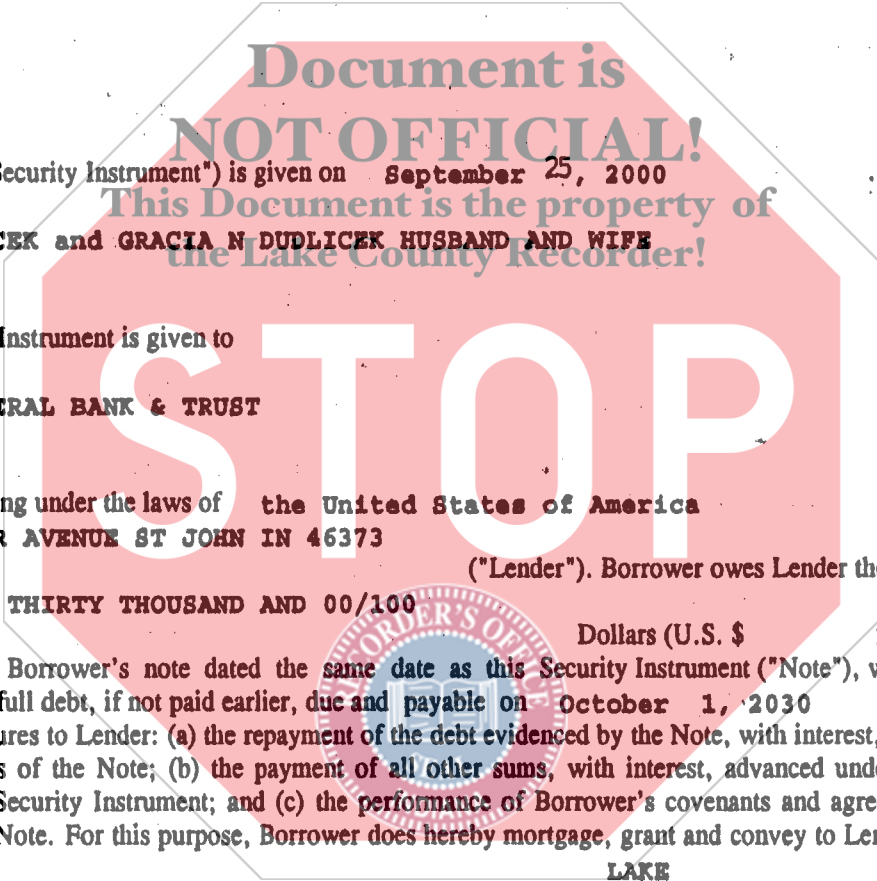 Document is
NOT OFFICIAL!
ecurity Instrument") is given on September 25, 2000
This Document is the property of
CEK and GRACIA N DUDLICEK HUSBAND AND WIFE
the Lake County Recorder!
Instrument is given to
STOP
ERAL BANK & TRUST
ng under the laws of the United States of America
R AVENUE ST JOHN IN 46373
("Lender"). Borrower owes Lender the
THIRTY THOUSAND AND 00/100
RECORDER'S OFFICE
Dollars (U.S. $
Borrower's note dated the same date as this Security Instrument ("Note"), w
full debt, if not paid earlier, due and payable on October 1, 2030
ures to Lender: (a) the repayment of the debt evidenced by the Note, with interest,
s of the Note; (b) the payment of all other sums, with interest, advanced unde
Security Instrument; and (c) the performance of Borrower's covenants and agre
Note. For this purpose, Borrower does hereby mortgage, grant and convey to Len
LAKE